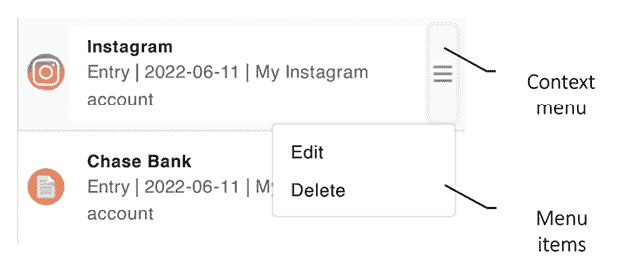 Instagram
Entry | 2022-06-11 | My Instagram
account
Context
menu
Edit
Delete
Chase Bank
Entry | 2022-06-11 | M
account
Menu
items